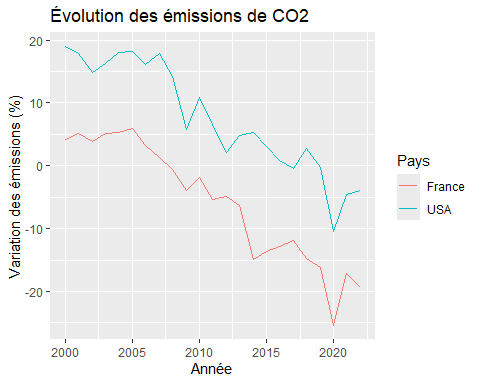 Évolution des émissions de CO2
Variation des émissions (%)
20
10
0
-10
-20
2000 2005 2010 2015 2020
Année
Pays
France
USA